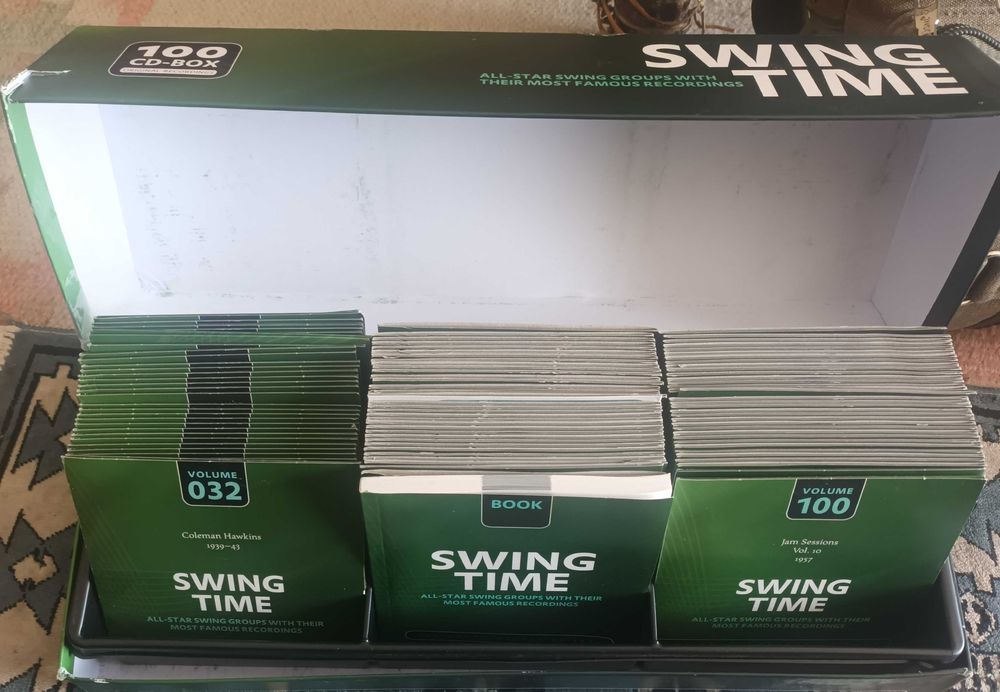 100
CD-BOX
ORIGINAL RECORDINGS
SWING
TIME
ALL-STAR SWING GROUPS WITH
THEIR MOST FAMOUS RECORDINGS
VOLUME
032
Coleman Hawkins
1939–43
SWING
TIME
ALL-STAR SWING GROUPS WITH THEIR
MOST FAMOUS RECORDINGS
BOOK
SWING
TIME
ALL-STAR SWING GROUPS WITH THEIR
MOST FAMOUS RECORDINGS
VOLUME
100
Jam Sessions
Vol. 10
1957
SWING
TIME
ALL-STAR SWING GROUPS WITH THEIR
MOST FAMOUS RECORDINGS